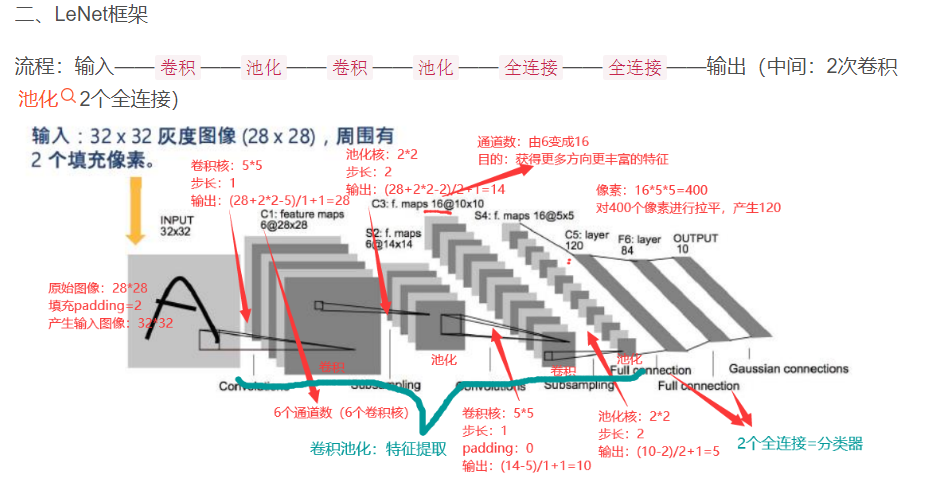 二、LeNet框架
流程：输入——卷积——池化——卷积——池化——全连接——全连接——输出（中间：2次卷积
池化 2个全连接）
输入：32 x 32 灰度图像 (28 x 28)，周围有
2 个填充像素。
通道数：由6变成16
目的：获得更多方向更丰富的特征
卷积核：5*5
步长：1
输出：(28+2*2-5)/1+1=28
池化核：2*2
步长：2
输出：(28+2*2-2)/2+1=14
像素：16*5*5=400
对400个像素进行拉平，产生120
INPUT
32x32
C1: feature maps
6@28x28
S2: f. maps
6@14x14
C3: f. maps 16@10x10
S4: f. maps 16@5x5
C5: layer
120
F6: layer
84
OUTPUT
10
原始图像：28*28
填充padding=2
产生输入图像：32*32
卷积
池化
卷积
池化
Convolutions
Subsampling
Convolutions
Subsampling
Full connection
Full connection
Gaussian connections
6个通道数（6个卷积核）
卷积池化：特征提取
卷积核：5*5
步长：1
padding：0
输出：(14-5)/1+1=10
池化核：2*2
步长：2
输出：(10-2)/2+1=5
2个全连接=分类器